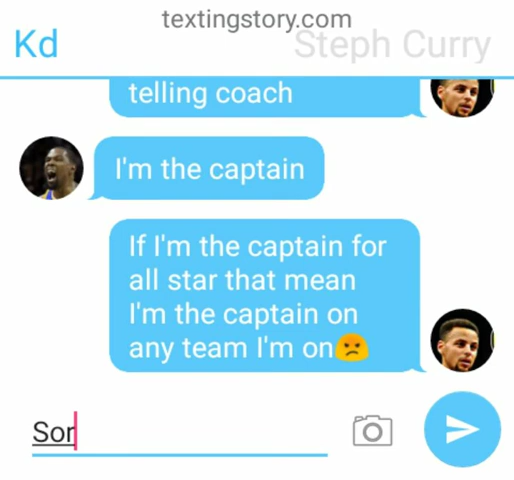 textingstory.com
Kd
Steph Curry
telling coach
I'm the captain
If I'm the captain for
all star that mean
I'm the captain on
any team I'm on😡
Sor